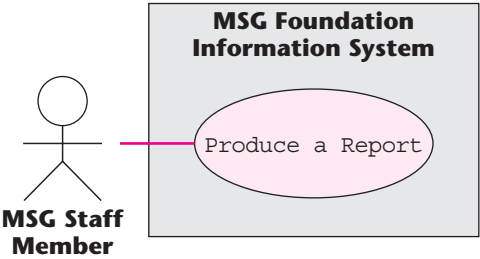 MSG Foundation
Information System
Produce a Report
MSG Staff
Member